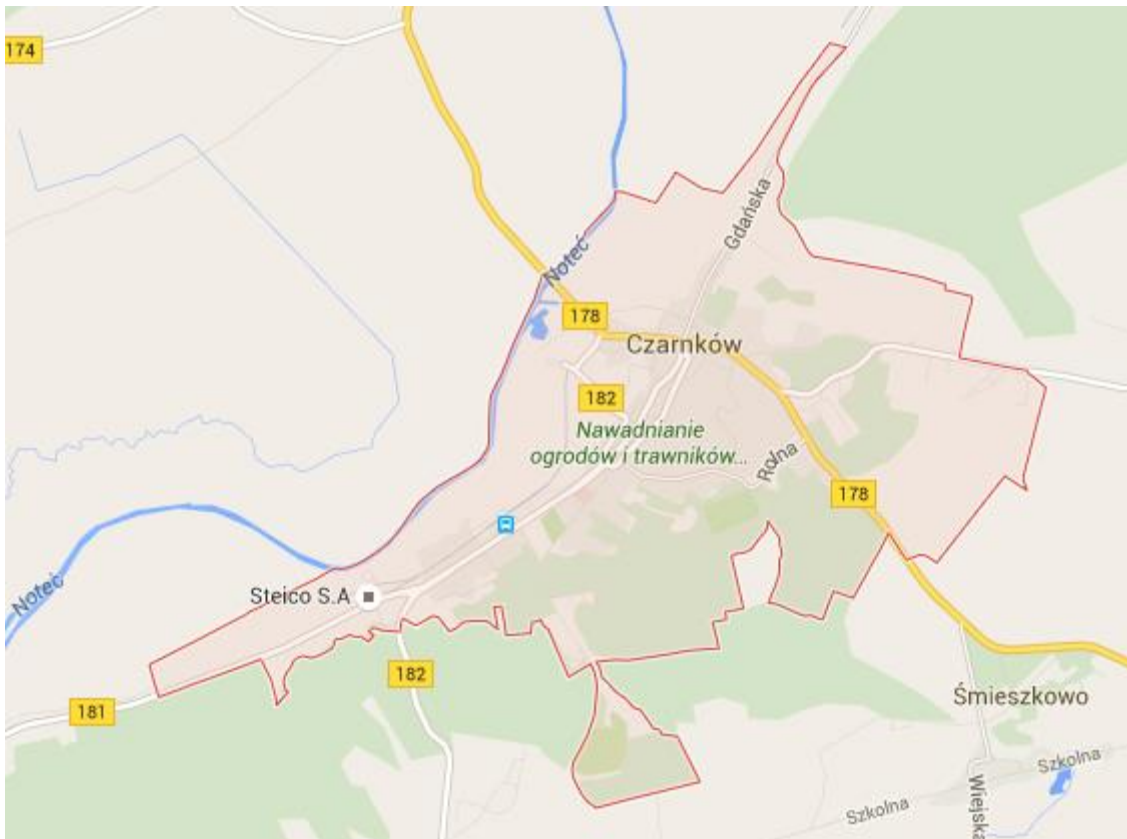 174
Gdańska
Noteć
178
Czarnków
182
Nawadnianie
ogrodów i trawników...
Rolna
178
Noteć
Steico S.A
182
181
Śmieszkowo
Szkolna
Wiejska
Szkolna